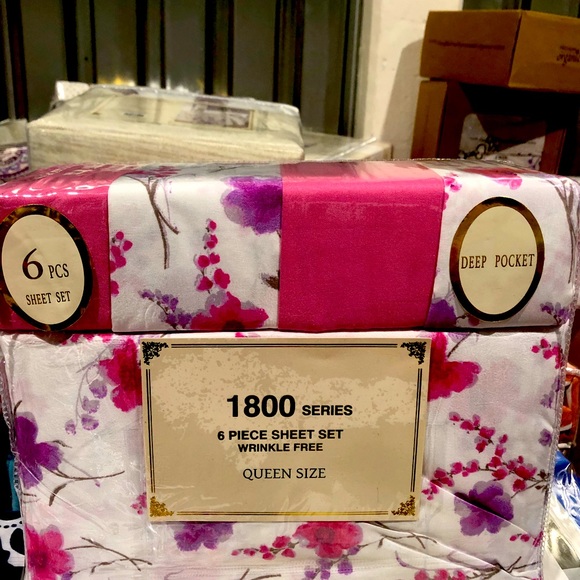 6 PCS
SHEET SET
DEEP POCKET
1800 SERIES
6 PIECE SHEET SET
WRINKLE FREE
QUEEN SIZE